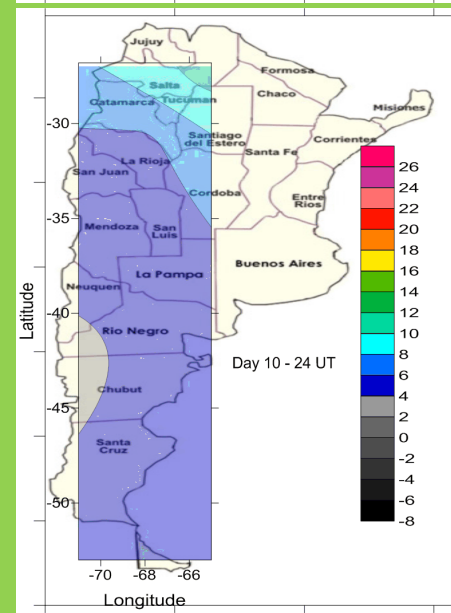 Jujuy
Formosa
Salta
Chaco
Catamarca
Tucuman
Misiones
-30
Santiago
del Estero
Corrientes
Santa Fe
La Rioja
San Juan
Cordoba
Entre
Rios
-35
Mendoza
San
Luis
Buenos Aires
La Pampa
Neuquen
-40
Rio Negro
Day 10 - 24 UT
Chubut
-45
Santa
Cruz
-50
Latitude
-70
-68
-66
Longitude
26
24
22
20
18
16
14
12
10
8
6
4
2
0
-2
-4
-6
-8